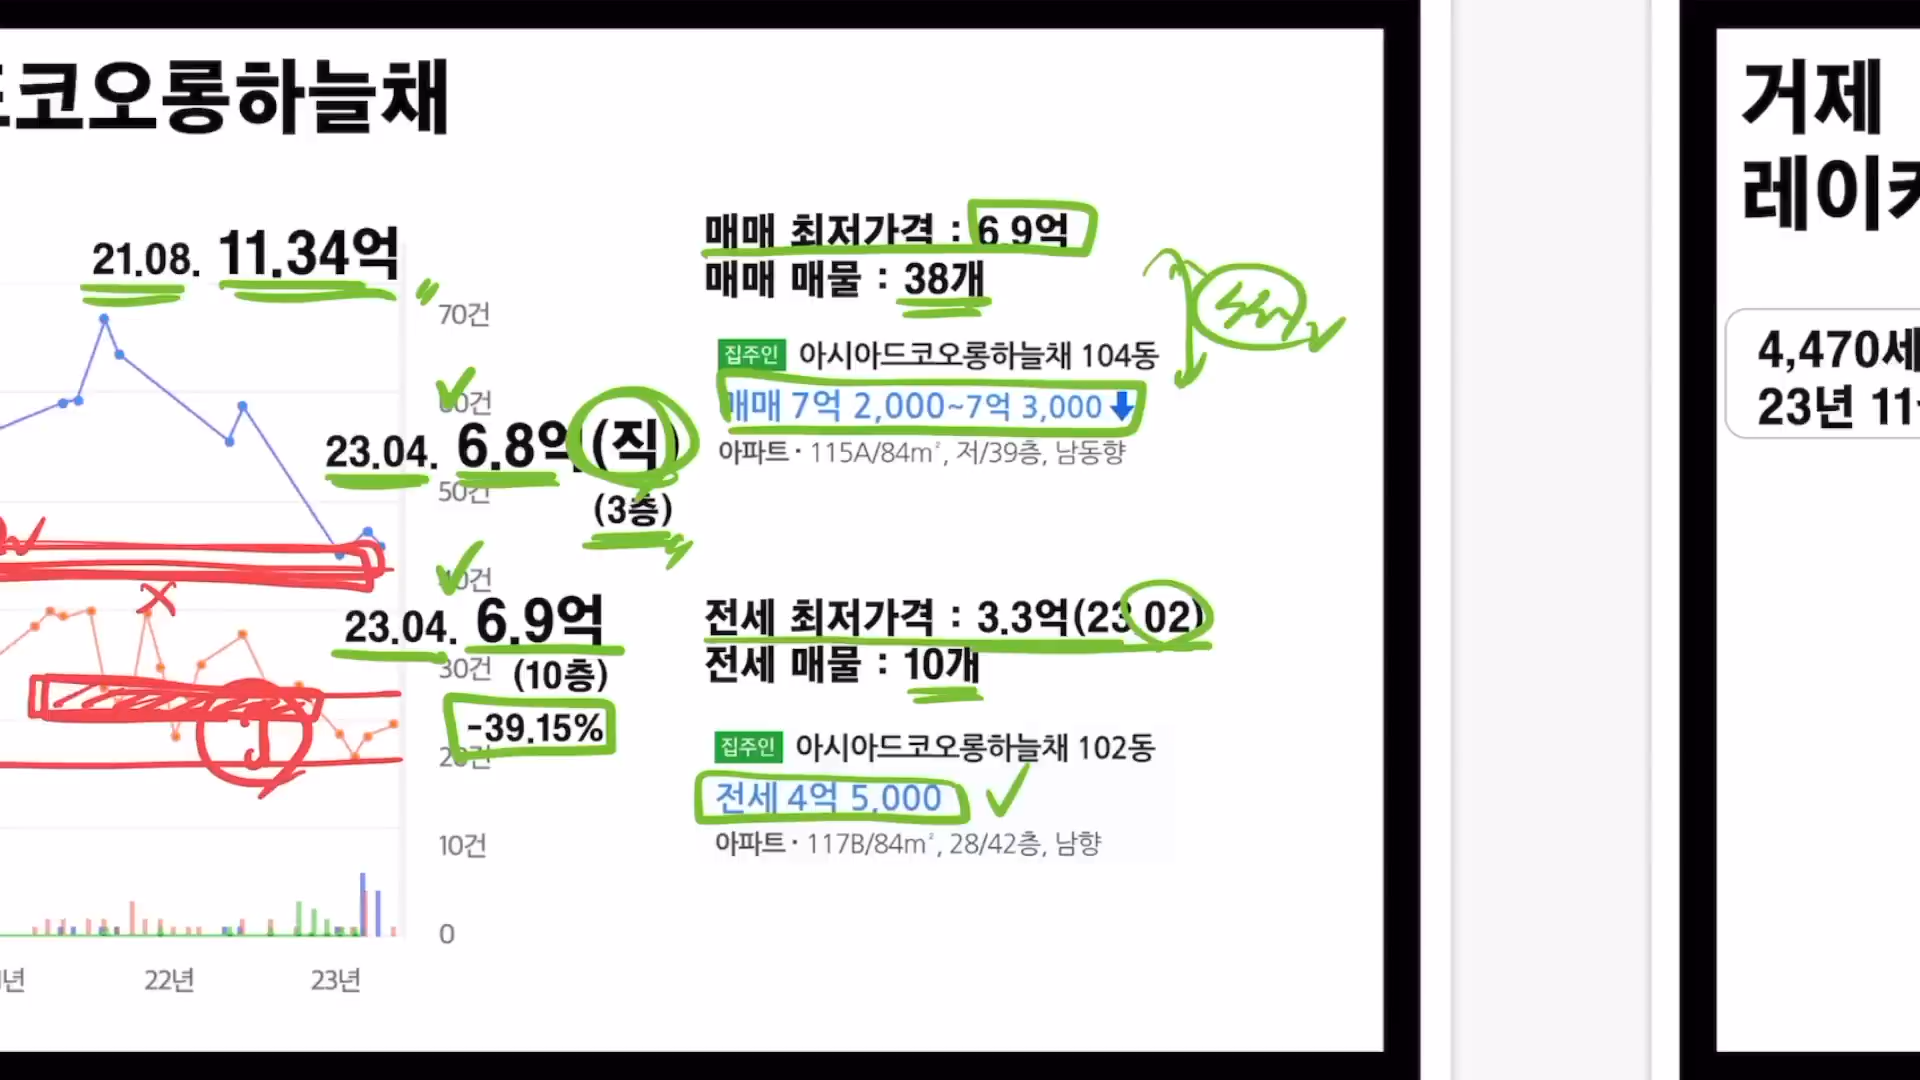 코오롱하늘채
21.08. 11.34억
70건
60건
23.04. 6.8억(직)
(3층)
50건
40건
23.04. 6.9억
(10층)
30건
-39.15%
20건
10건
0
22년
23년
매매 최저가격 : 6.9억
매매 매물 : 38개
집주인 아시아드코오롱하늘채 104동
매매 7억 2,000~7억 3,000
아파트 · 115A/84m², 저/39층, 남동향
전세 최저가격 : 3.3억(23.02)
전세 매물 : 10개
집주인 아시아드코오롱하늘채 102동
전세 4억 5,000
아파트 · 117B/84m², 28/42층, 남향
거제
레이
4,470세
23년 11